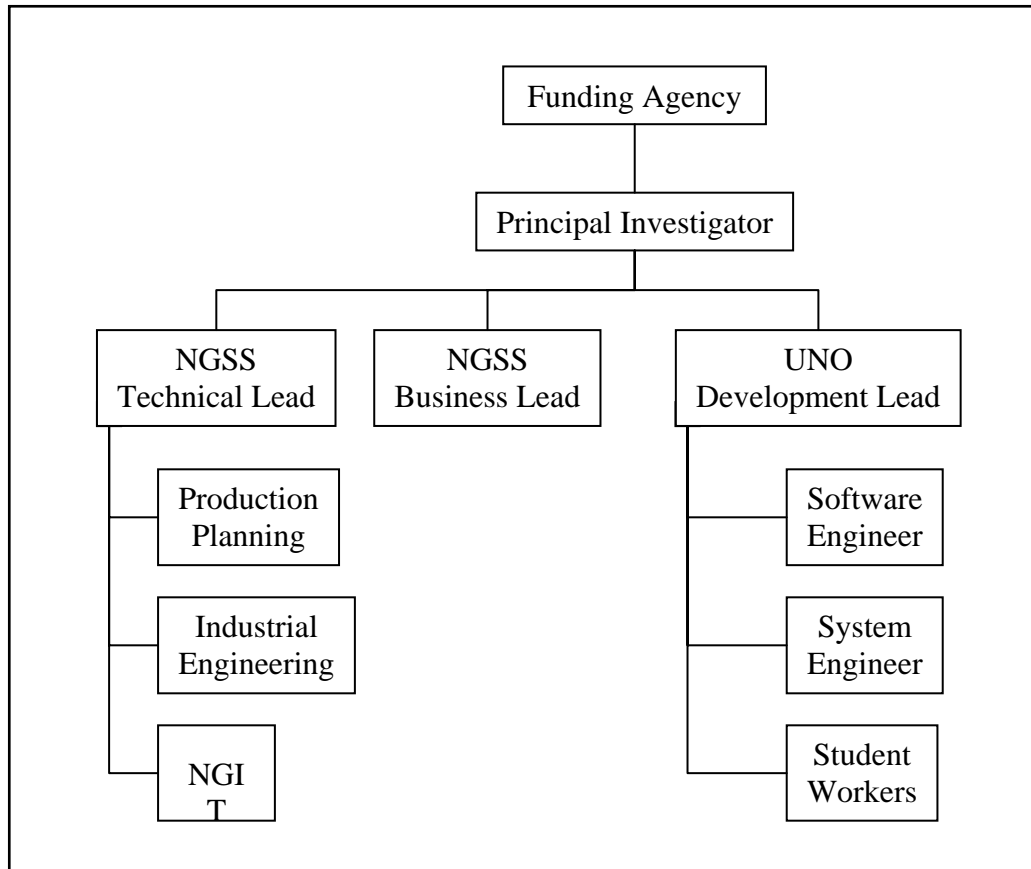 Funding Agency
Principal Investigator
NGSS
Technical Lead
NGSS
Business Lead
UNO
Development Lead
Production
Planning
Software
Engineer
Industrial
Engineering
System
Engineer
NGI
T
Student
Workers